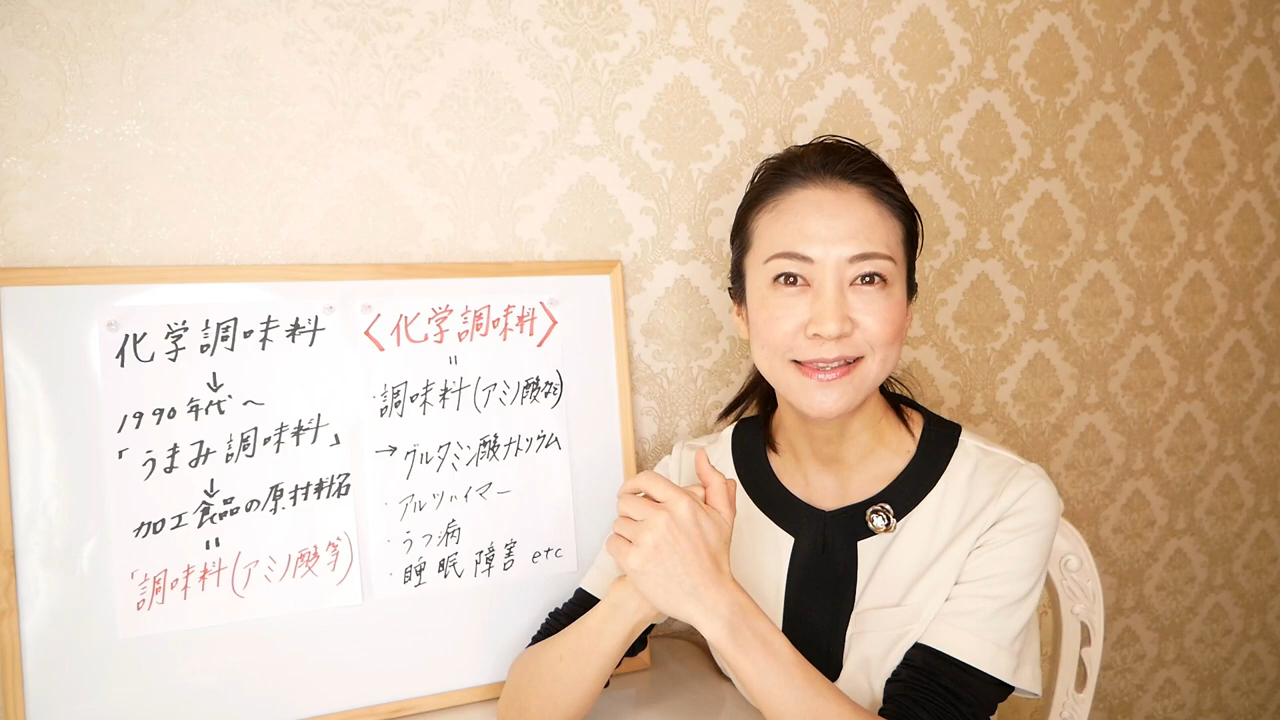 化学調味料
↓
1990年代〜
「うまみ調味料」
↓
加工食品の原材料名
=
「調味料(アミノ酸等)
〈化学調味料〉
=
・調味料(アミノ酸など)
→グルタミン酸ナトリウム
・アルツハイマー
・うつ病
・睡眠障害 etc